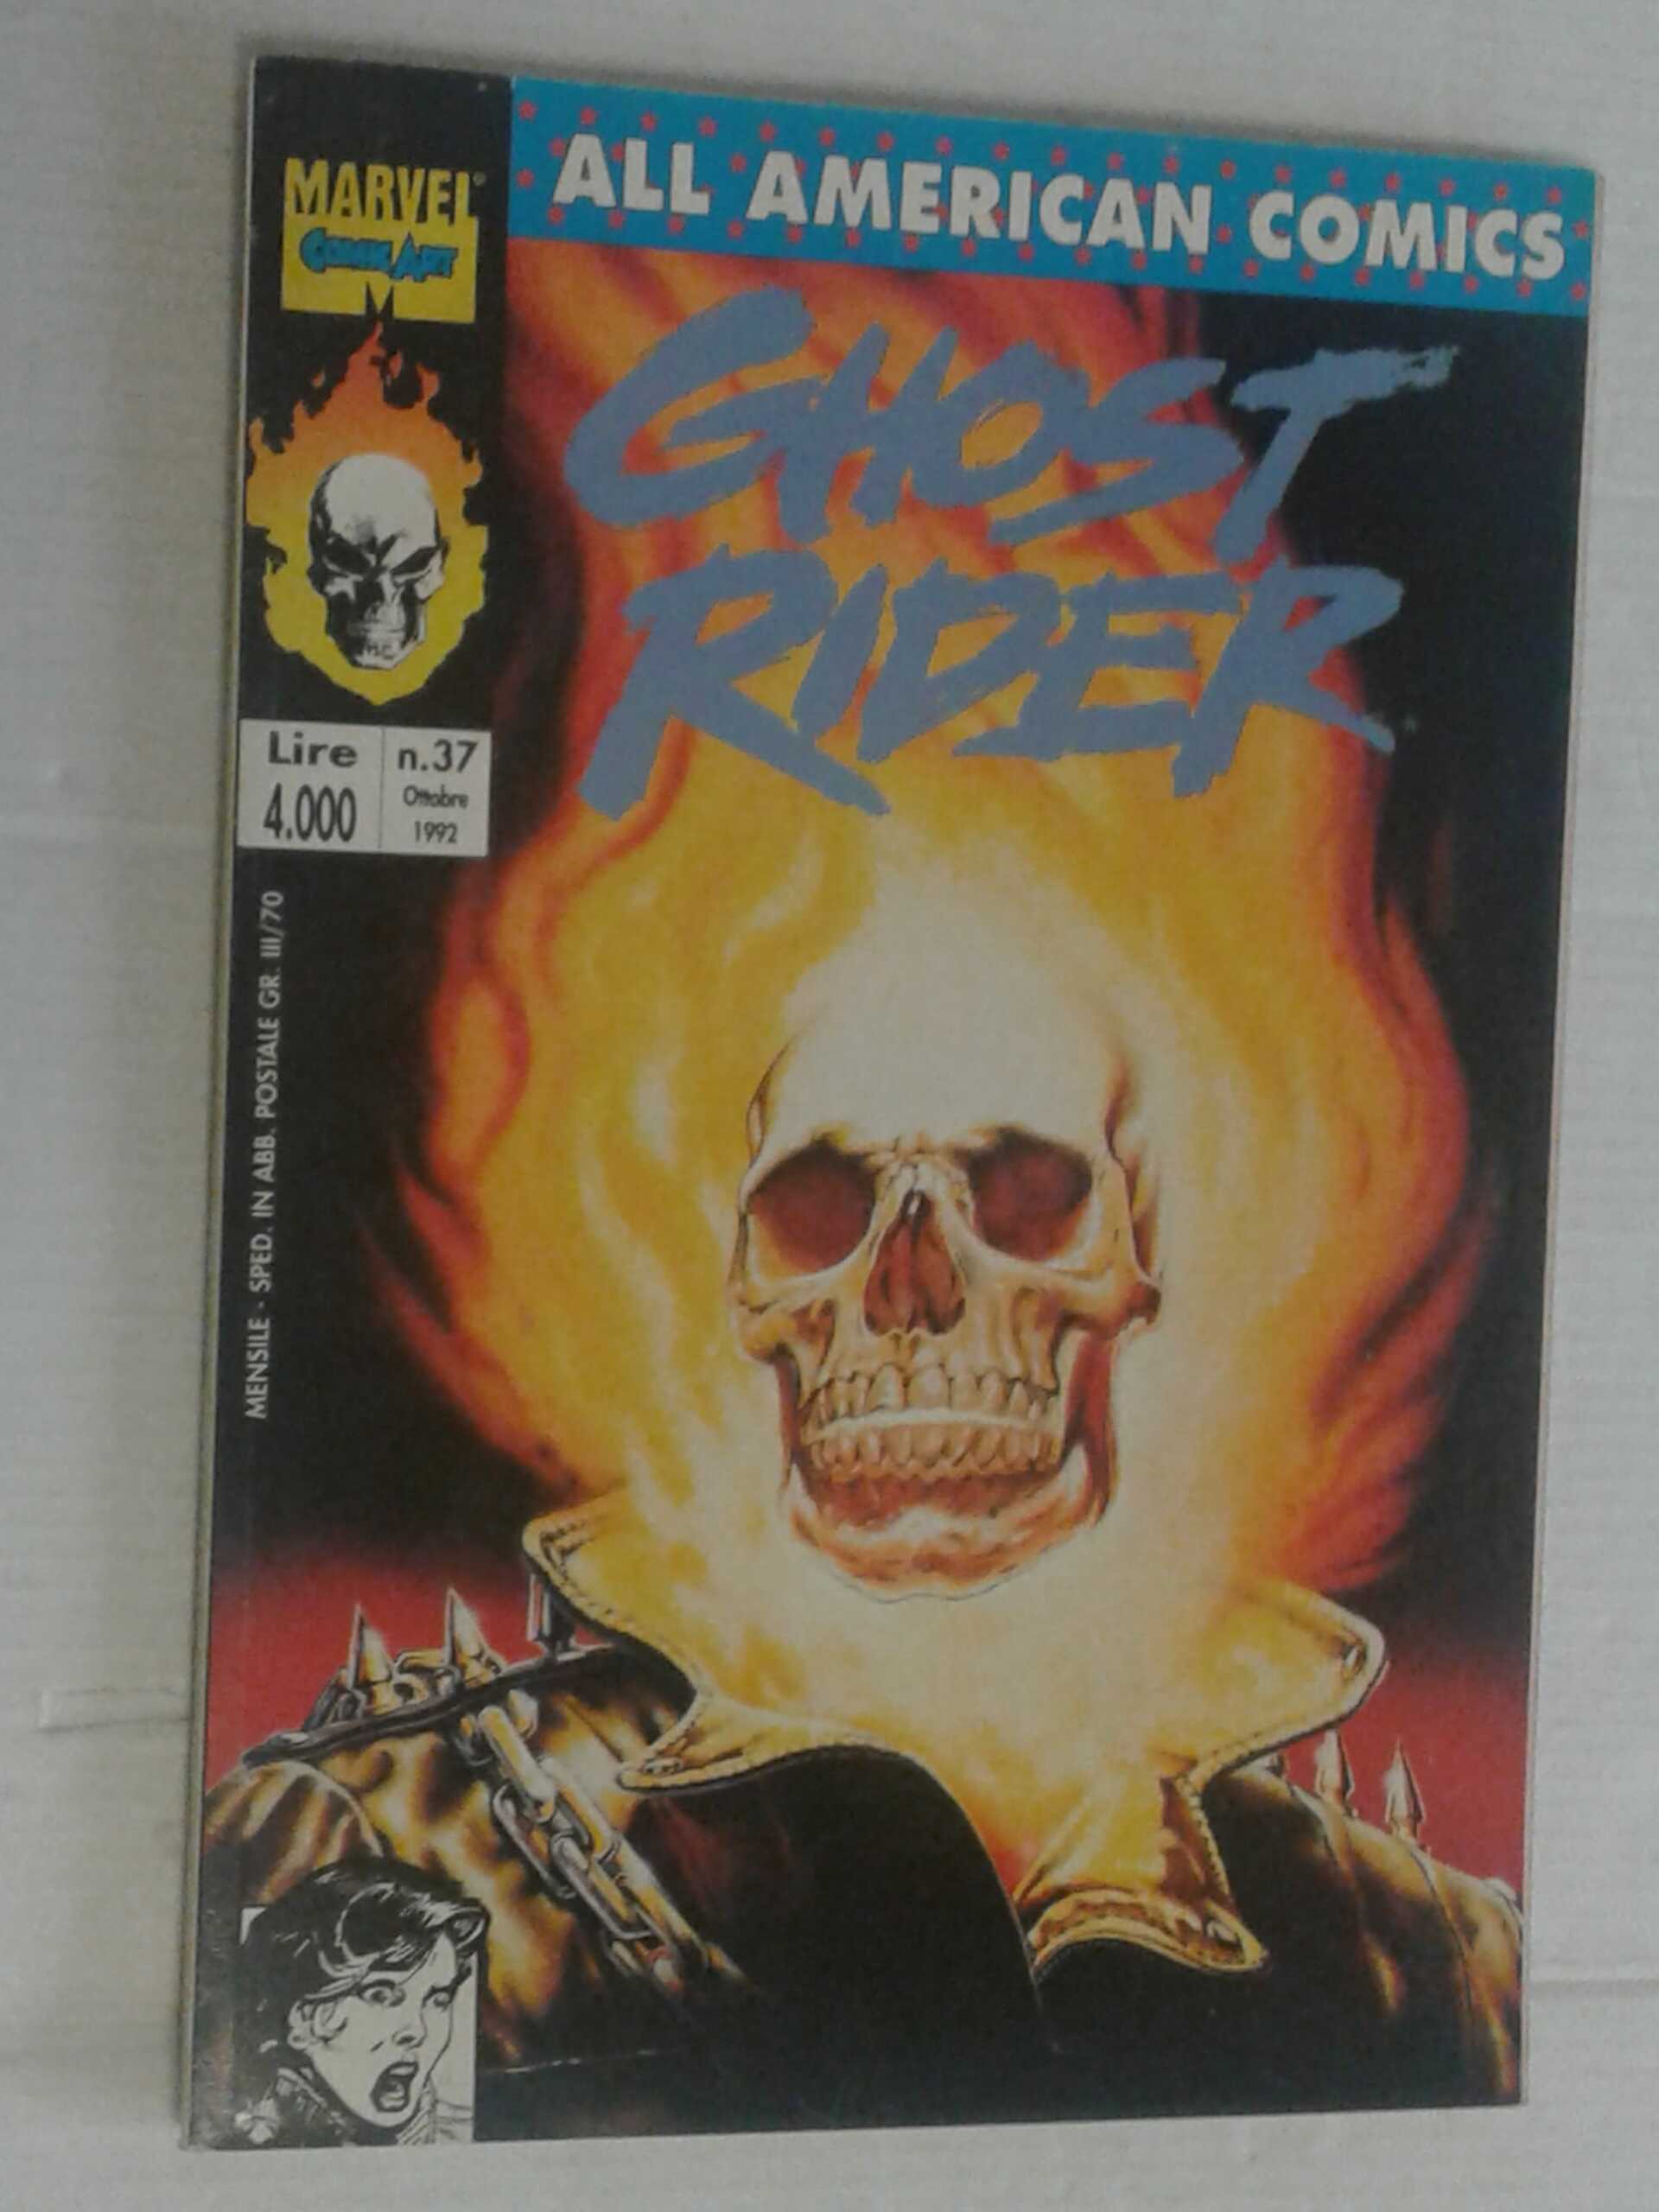 MARVEL
COMIC ART
ALL AMERICAN COMICS
GHOST
RIDER
Lire
4.000
n.37
Ottobre
1992
MENSILE - SPED. IN ABB. POSTALE GR. III/70